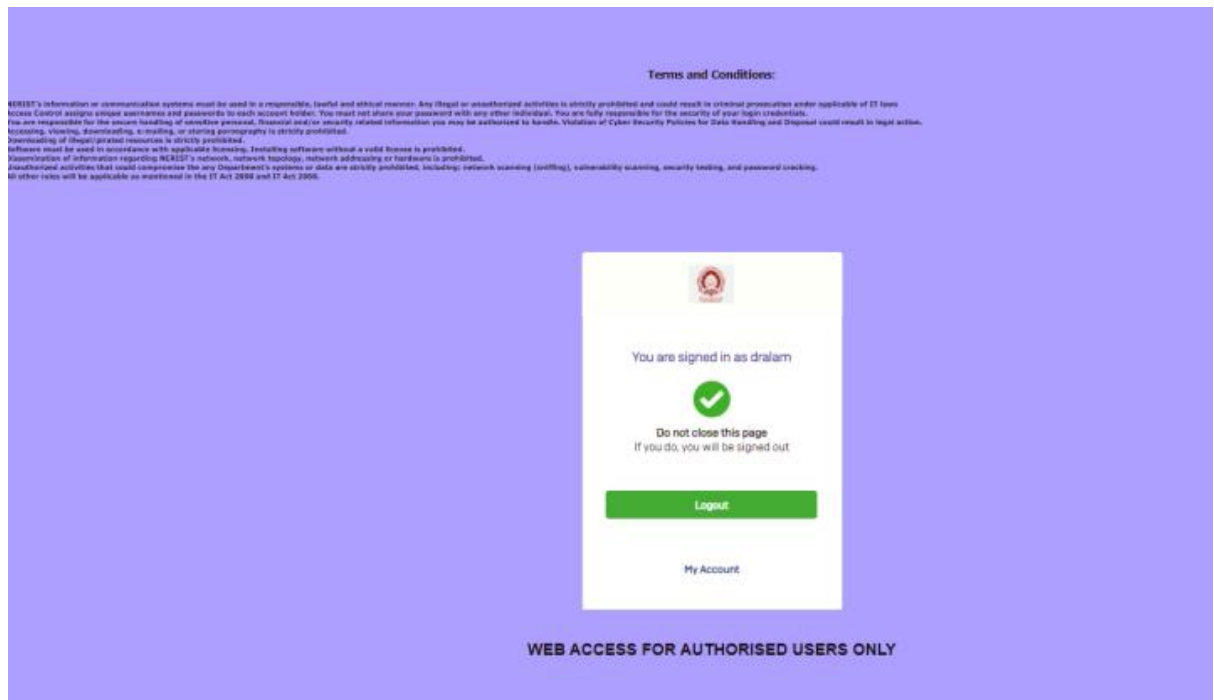 Terms and Conditions:
NERIST's information or communication systems must be used in a responsible, lawful and ethical manner. Any illegal or unauthorized activities is strictly prohibited and could result in criminal prosecution under applicable of IT laws
Access Control assigns unique usernames and passwords to each account holder. You must not share your password with any other individual. You are fully responsible for the security of your login credentials.
You are responsible for the secure handling of sensitive personal, financial and/or security related information you may be authorized to handle. Violation of Cyber Security Policies for Data Handling and Disposal could result in legal action.
Accessing, viewing, downloading, e-mailing, or storing pornography is strictly prohibited.
Downloading of illegal/pirated resources is strictly prohibited.
Software must be used in accordance with applicable licensing. Installing software without a valid license is prohibited.
Dissemination of information regarding NERIST's network, network topology, network addressing or hardware is prohibited.
Unauthorized activities that could compromise the any Department's systems or data are strictly prohibited, including; network scanning (sniffing), vulnerability scanning, security testing, and password cracking.
All other rules will be applicable as mentioned in the IT Act and IT Act
You are signed in as dralam
Do not close this page
If you do, you will be signed out
Logout
My Account
WEB ACCESS FOR AUTHORISED USERS ONLY